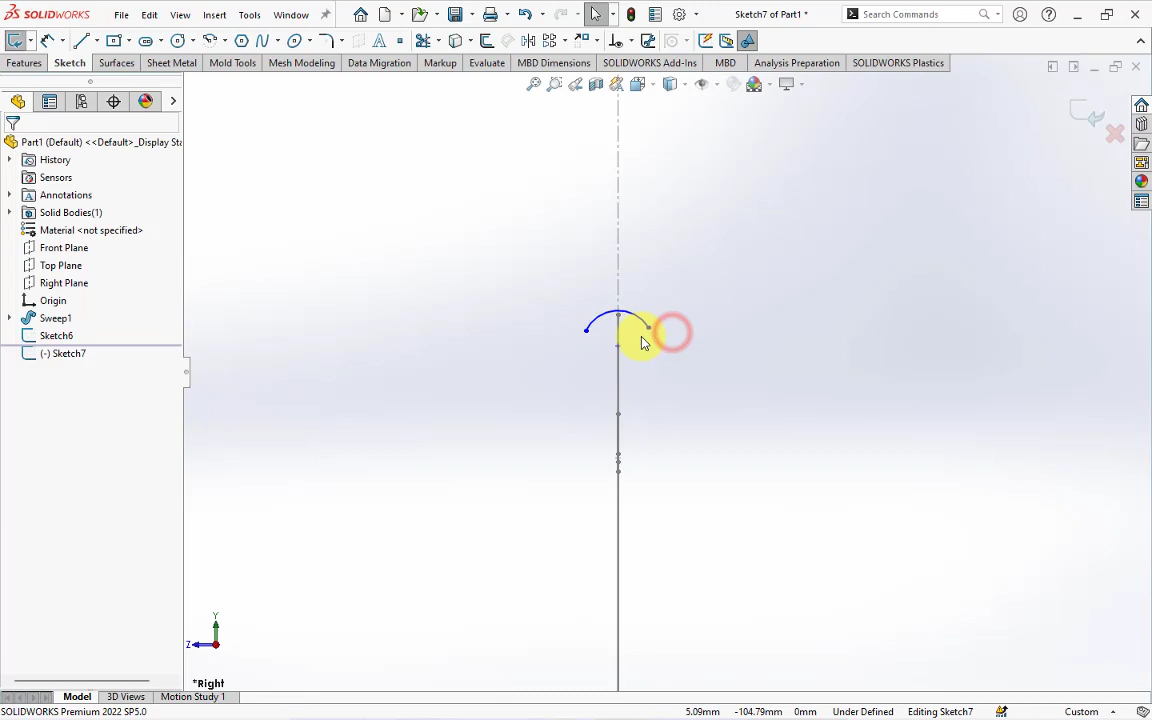 SOLIDWORKS File Edit View Insert Tools Window Sketch7 of Part1 * Search Commands
Features Sketch Surfaces Sheet Metal Mold Tools Mesh Modeling Data Migration Markup Evaluate MBD Dimensions SOLIDWORKS Add-Ins MBD Analysis Preparation SOLIDWORKS Plastics
Part1 (Default) <<Default>_Display Sta
History
Sensors
Annotations
Solid Bodies(1)
Material <not specified>
Front Plane
Top Plane
Right Plane
Origin
Sweep1
Sketch6
(-) Sketch7
Y
Z
*Right
Model 3D Views Motion Study 1
SOLIDWORKS Premium 2022 SP5.0 5.09mm -104.79mm 0mm Under Defined Editing Sketch7 Custom